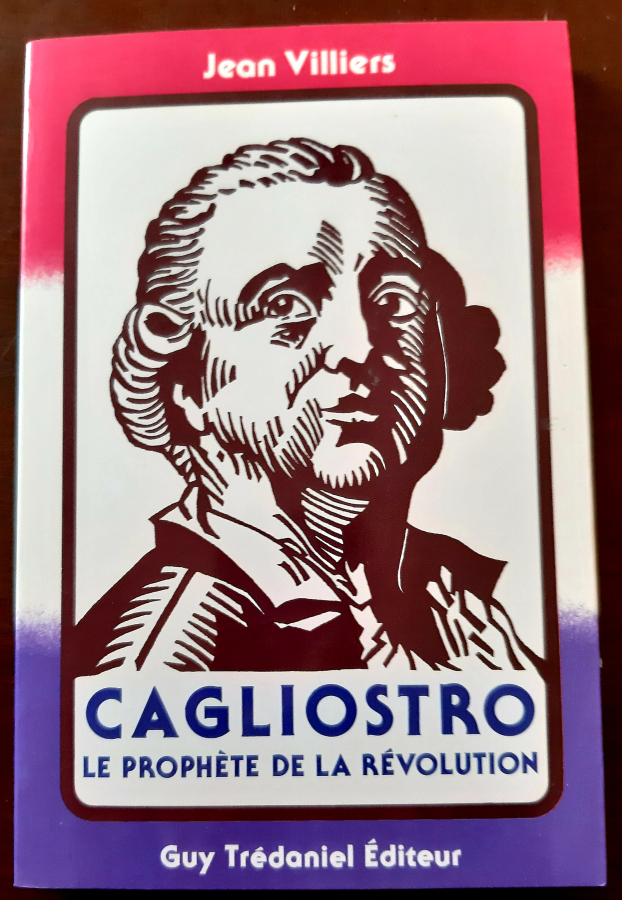 Jean Villiers
CAGLIOSTRO
LE PROPHÈTE DE LA RÉVOLUTION
Guy Trédaniel Éditeur